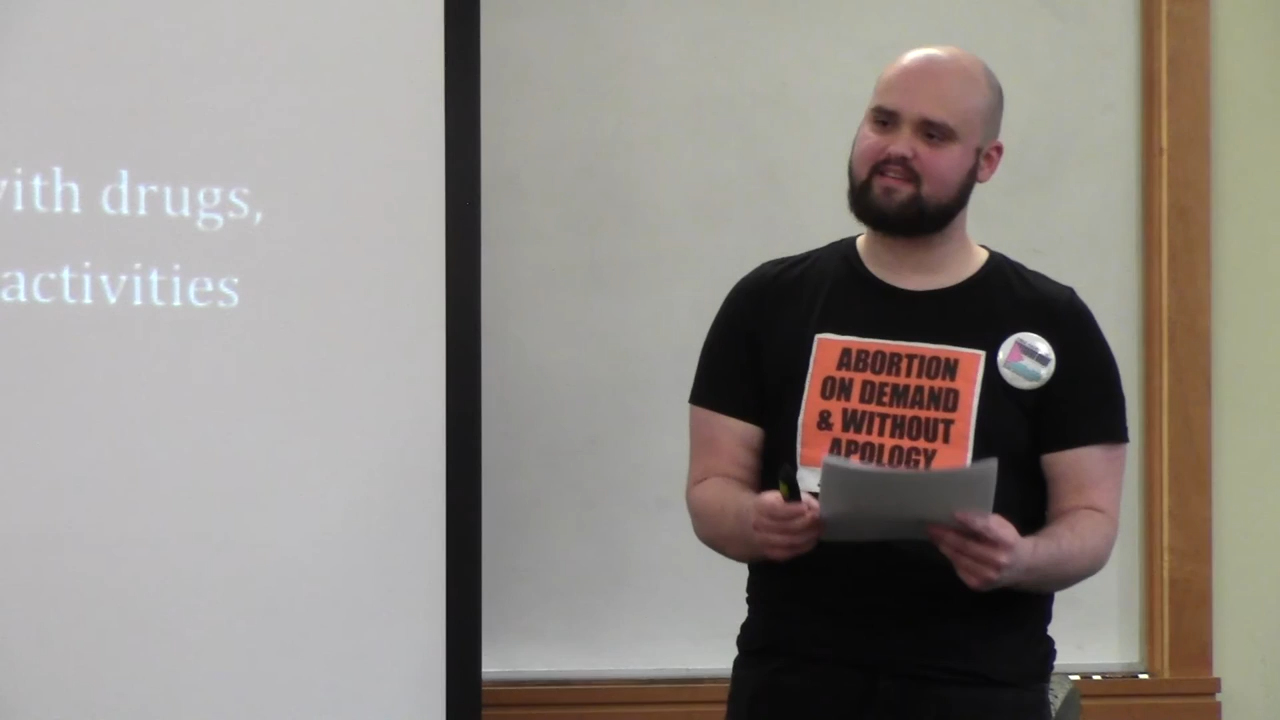 with drugs,
activities
ABORTION
ON DEMAND
& WITHOUT
APOLOGY